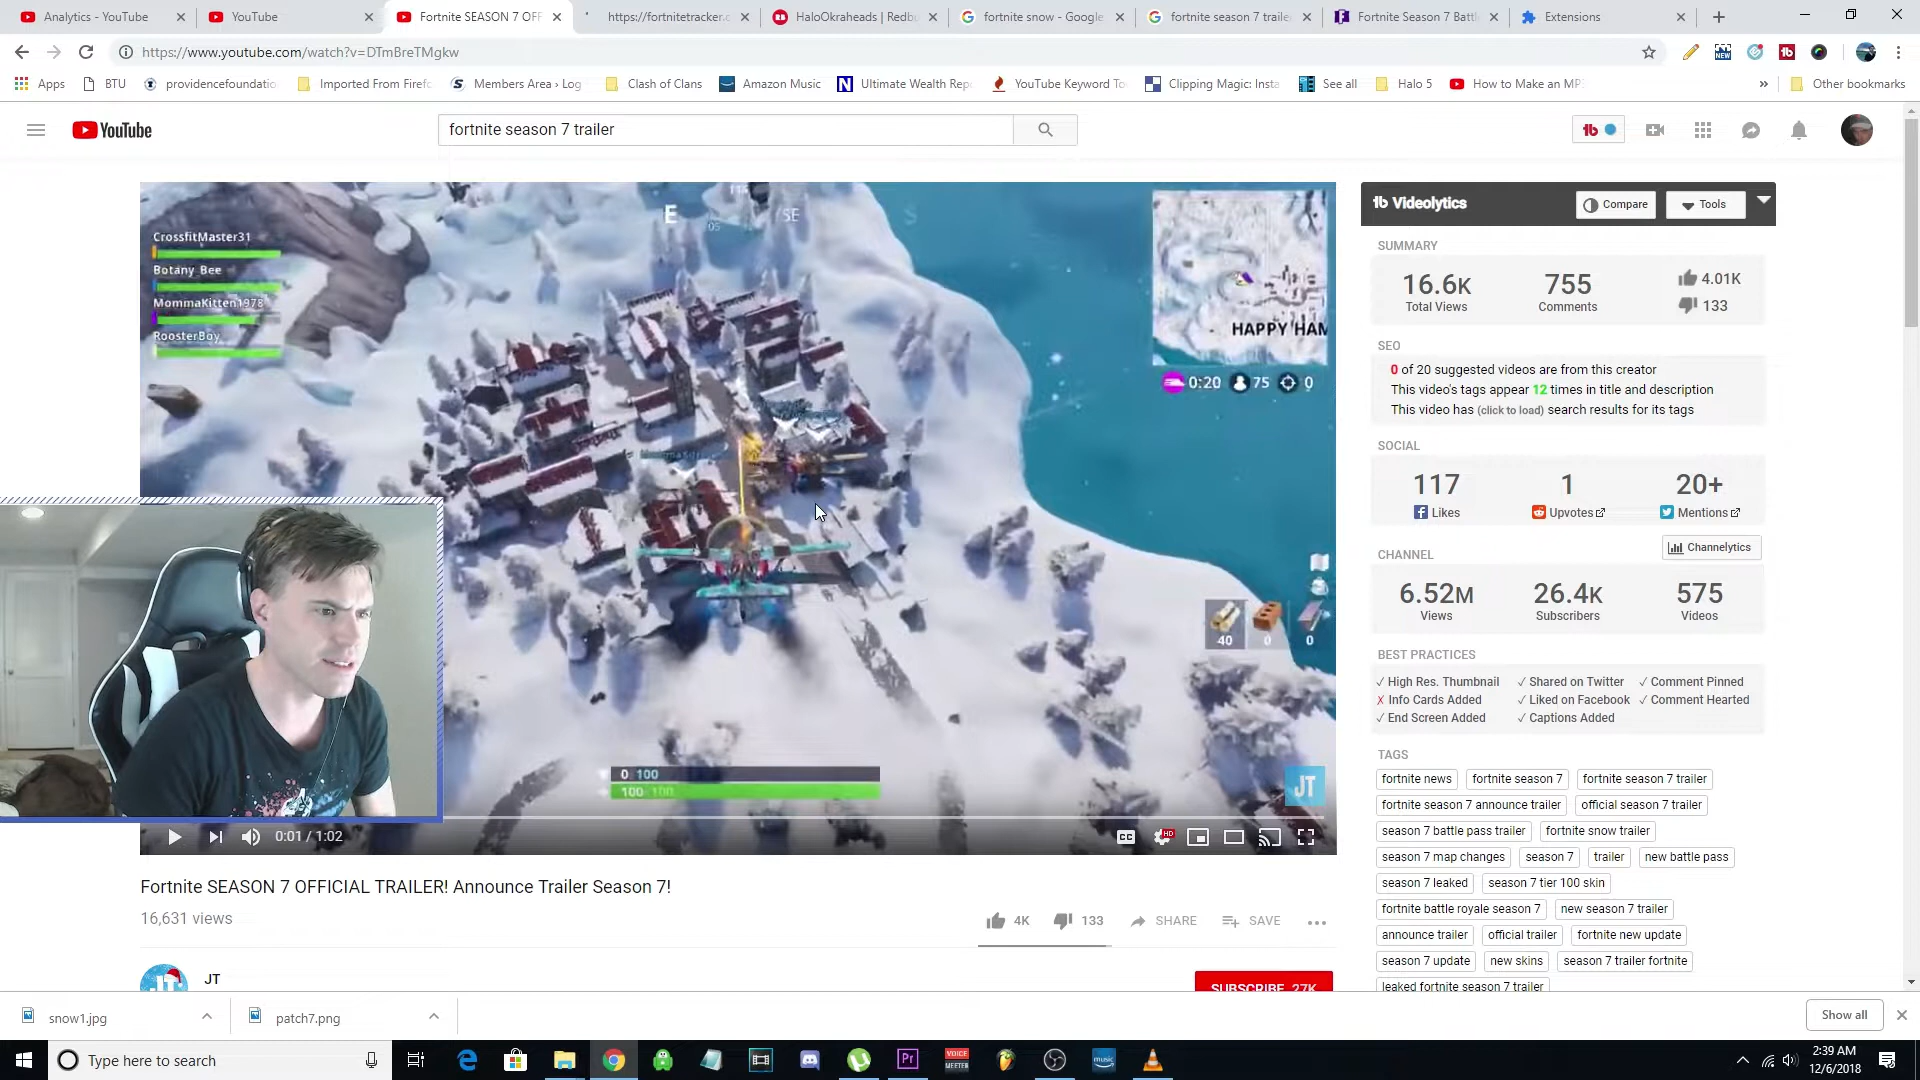 Analytics - YouTube
YouTube
Fortnite SEASON 7 OFF
https://fortnitetracker.c
HaloOkraheads | Redbu
fortnite snow - Google
fortnite season 7 traile
Fortnite Season 7 Battl
Extensions
https://www.youtube.com/watch?v=DTmBreTMgkw
Apps
BTU
providencefoundatio
Imported From Firefo
Members Area › Log
Clash of Clans
Amazon Music
Ultimate Wealth Rep
YouTube Keyword To
Clipping Magic: Insta
See all
Halo 5
How to Make an MP
Other bookmarks
YouTube
fortnite season 7 trailer
tb
CrossfitMaster31
Botany Bee
MommaKitten1978
RoosterBoy
E
105
115
SE
S
HAPPY HAM
0:20 75 0
40 0 0
0 100
100 100
JT
0:01 / 1:02
CC
HD
tb Videolytics
Compare
Tools
SUMMARY
16.6K
Total Views
755
Comments
4.01K
133
SEO
0 of 20 suggested videos are from this creator
This video's tags appear 12 times in title and description
This video has (click to load) search results for its tags
SOCIAL
117
Likes
1
Upvotes
20+
Mentions
CHANNEL
Channelytics
6.52M
Views
26.4K
Subscribers
575
Videos
BEST PRACTICES
✓ High Res. Thumbnail ✓ Shared on Twitter ✓ Comment Pinned
✗ Info Cards Added ✓ Liked on Facebook ✓ Comment Hearted
✓ End Screen Added ✓ Captions Added
TAGS
fortnite news fortnite season 7 fortnite season 7 trailer
fortnite season 7 announce trailer official season 7 trailer
season 7 battle pass trailer fortnite snow trailer
season 7 map changes season 7 trailer new battle pass
season 7 leaked season 7 tier 100 skin
fortnite battle royale season 7 new season 7 trailer
announce trailer official trailer fortnite new update
season 7 update new skins season 7 trailer fortnite
leaked fortnite season 7 trailer
Fortnite SEASON 7 OFFICIAL TRAILER! Announce Trailer Season 7!
16,631 views
4K
133
SHARE
SAVE
JT
SUBSCRIBE 27K
snow1.jpg
patch7.png
Show all
Type here to search
Pr
VOICE
MEETER
music
2:39 AM
12/6/2018